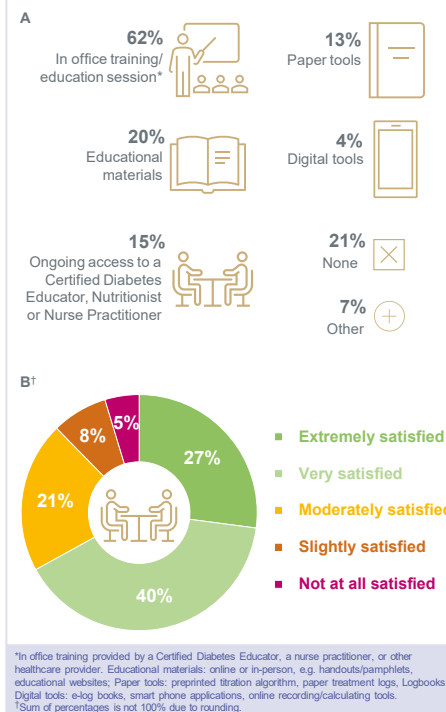 A
62%
In office training/
education session*
13%
Paper tools
20%
Educational
materials
4%
Digital tools
15%
Ongoing access to a
Certified Diabetes
Educator, Nutritionist
or Nurse Practitioner
21%
None
7%
Other
B†
5%
8%
27%
21%
40%
Extremely satisfied
Very satisfied
Moderately satisfied
Slightly satisfied
Not at all satisfied
*In office training provided by a Certified Diabetes Educator, a nurse practitioner, or other
healthcare provider. Educational materials: online or in-person, e.g. handouts/pamphlets,
educational websites; Paper tools: preprinted titration algorithm, paper treatment logs, Logbooks
Digital tools: e-log books, smart phone applications, online recording/calculating tools.
†Sum of percentages is not 100% due to rounding.